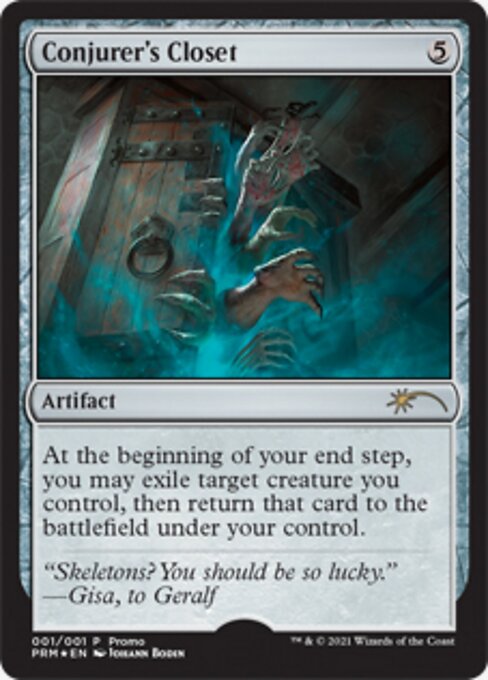 Conjurer's Closet 5
Artifact
At the beginning of your end step,
you may exile target creature you
control, then return that card to the
battlefield under your control.
"Skeletons? You should be so lucky."
—Gisa, to Geralf
001/001 P Promo
PRM★EN Johann Bodin
™ & © 2021 Wizards of the Coast